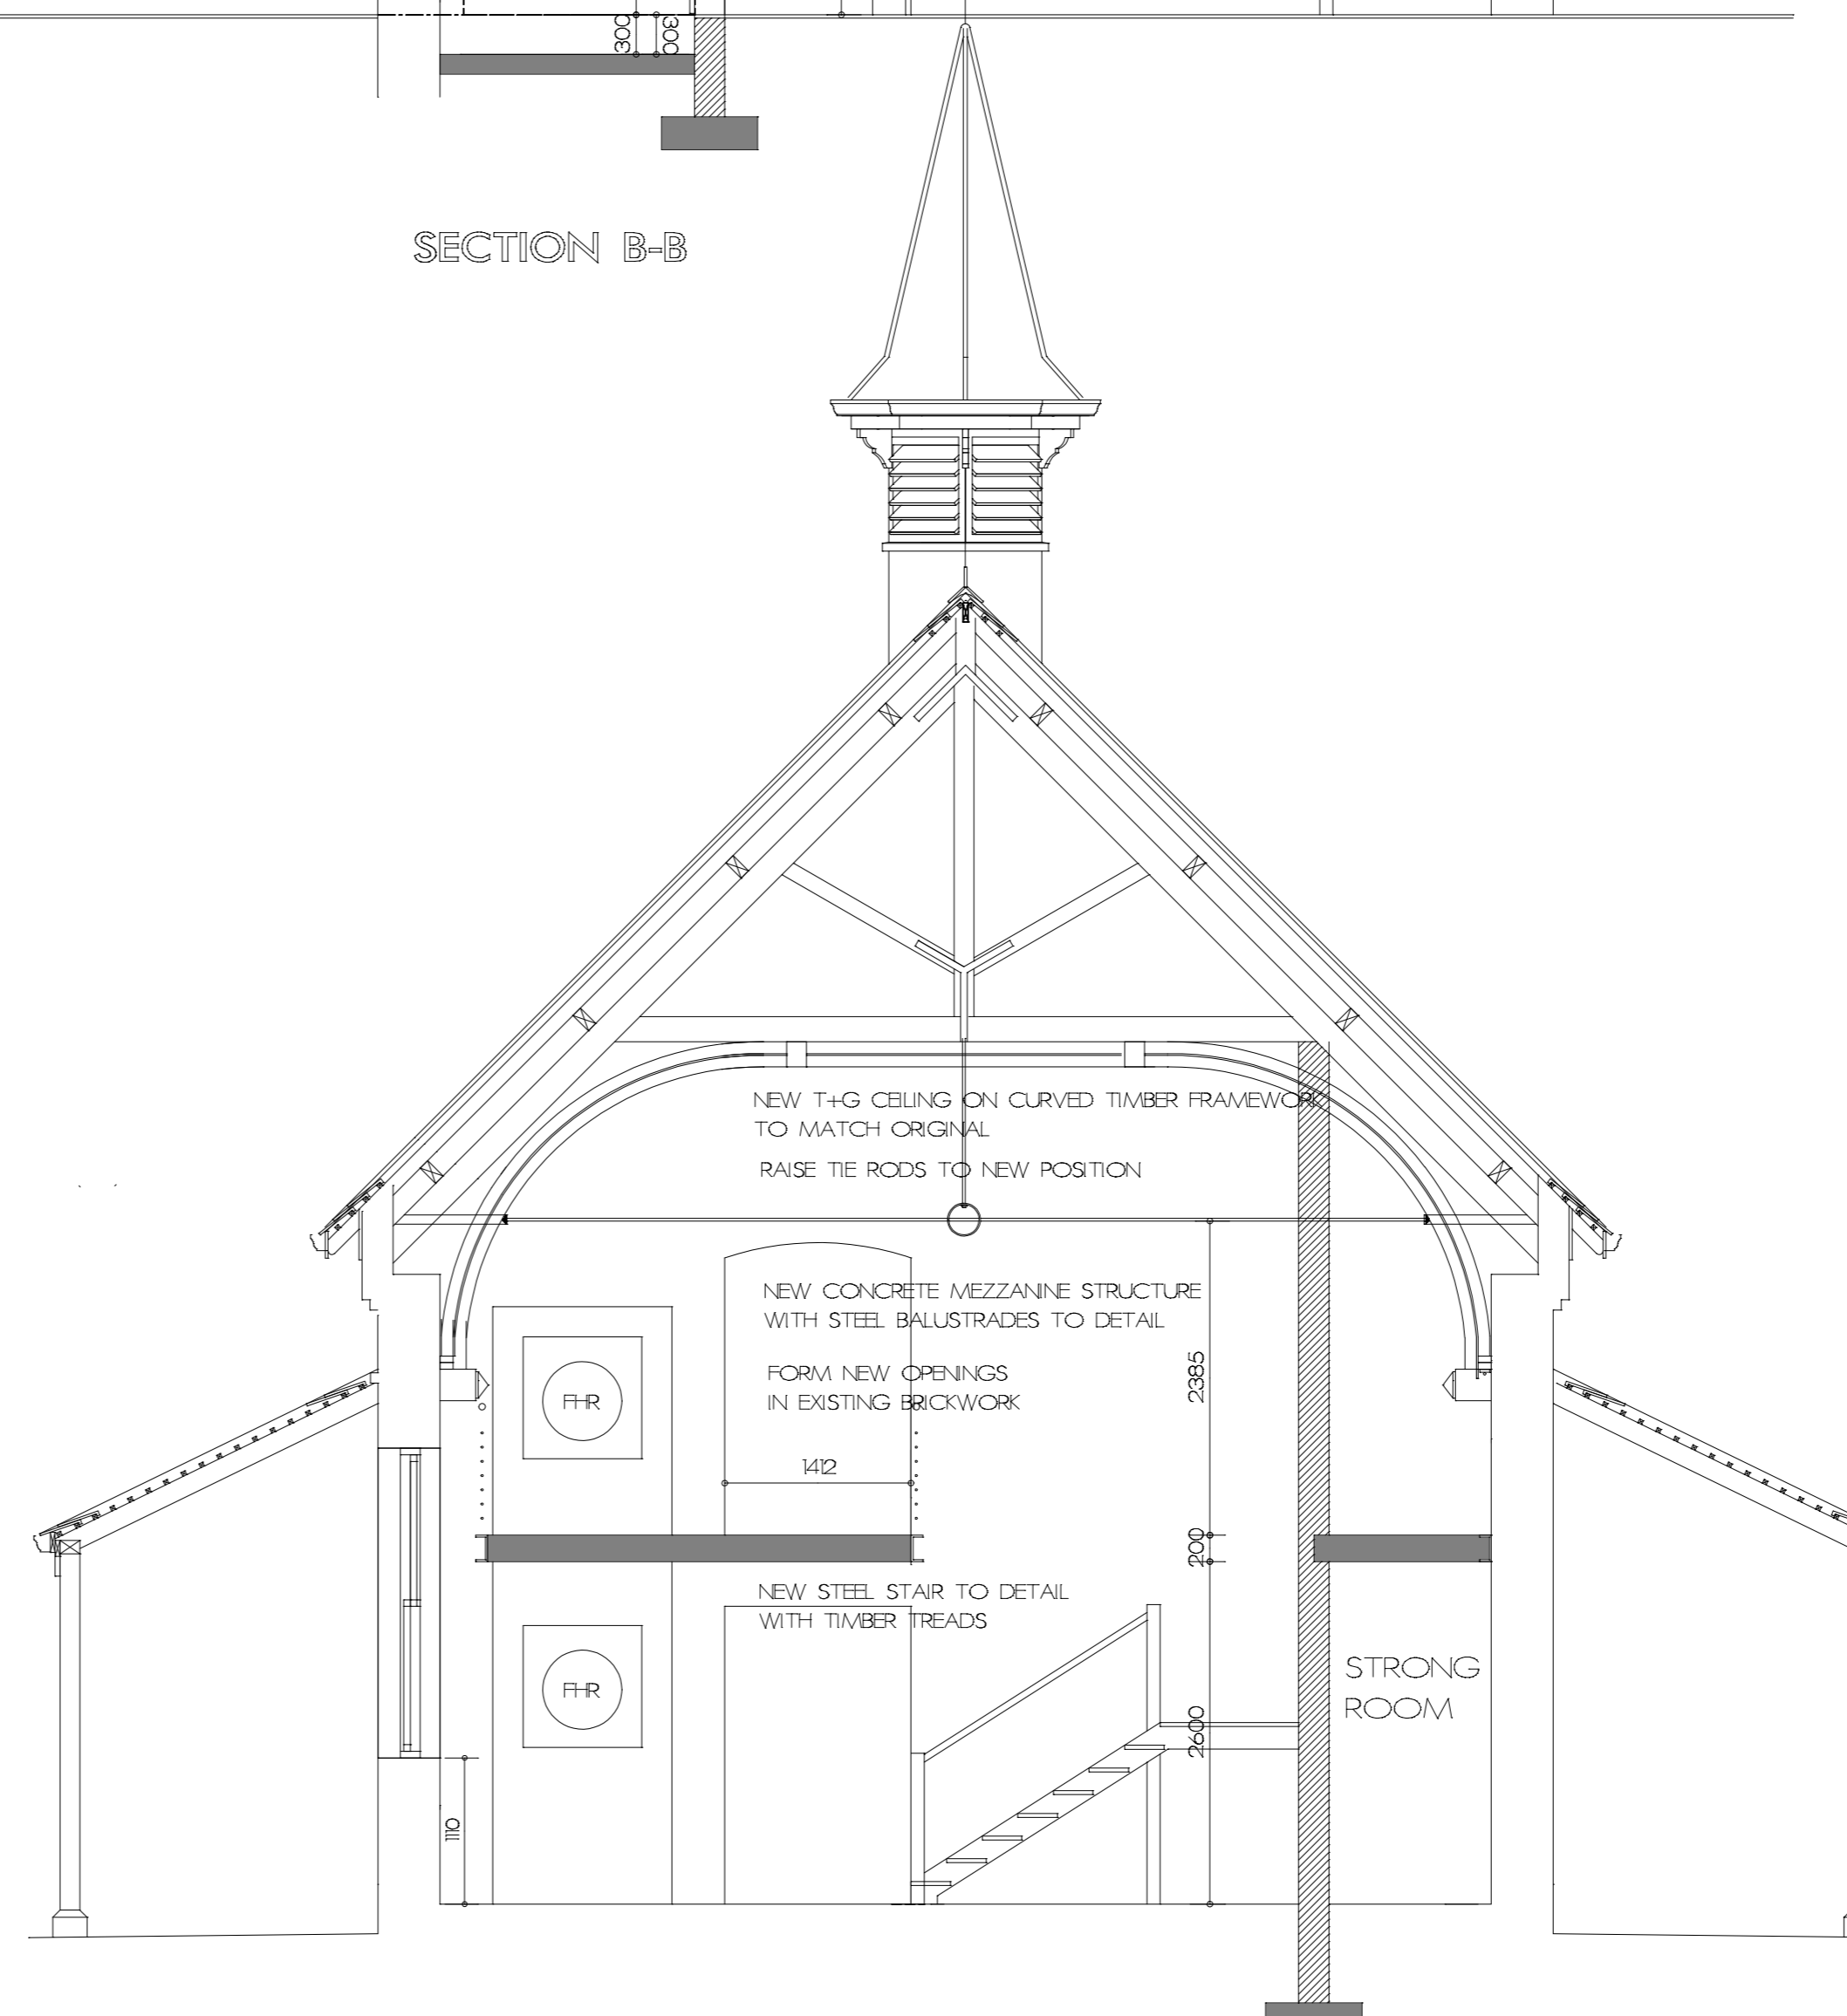 300
300
SECTION B-B
NEW T+G CEILING ON CURVED TIMBER FRAMEWORK
TO MATCH ORIGINAL
RAISE TIE RODS TO NEW POSITION
NEW CONCRETE MEZZANINE STRUCTURE
WITH STEEL BALUSTRADES TO DETAIL
FORM NEW OPENINGS
IN EXISTING BRICKWORK
2385
FHR
1412
200
NEW STEEL STAIR TO DETAIL
WITH TIMBER TREADS
STRONG
ROOM
FHR
2600
1110